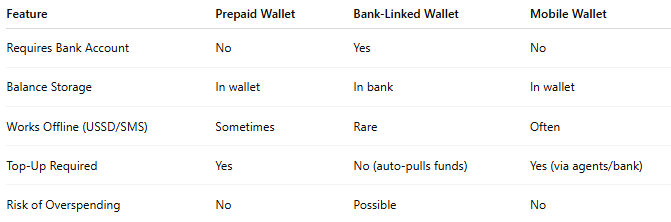 Feature Prepaid Wallet Bank-Linked Wallet Mobile Wallet
Requires Bank Account No Yes No
Balance Storage In wallet In bank In wallet
Works Offline (USSD/SMS) Sometimes Rare Often
Top-Up Required Yes No (auto-pulls funds) Yes (via agents/bank)
Risk of Overspending No Possible No